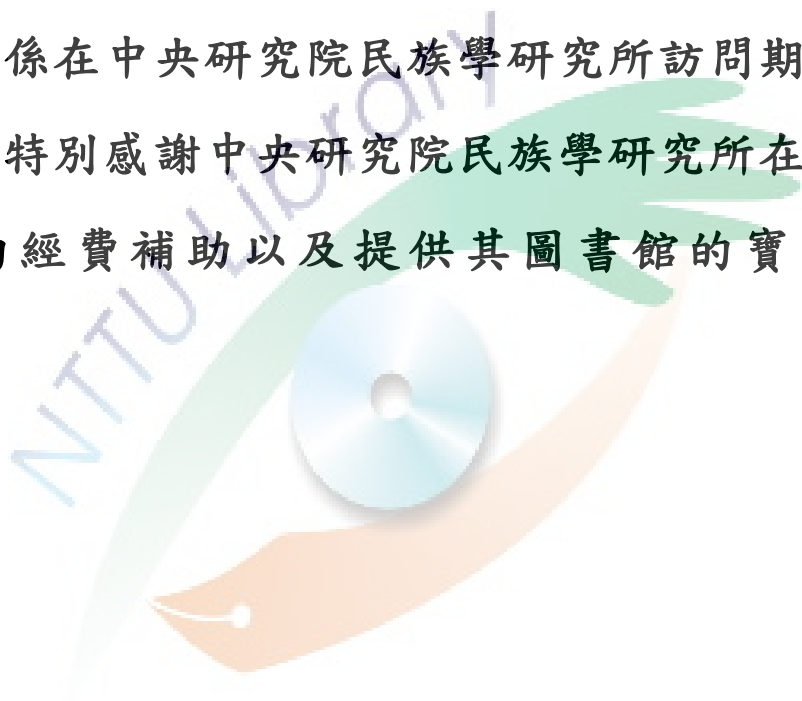 係在中央研究院民族學研究所訪問期
特別感謝中央研究院民族學研究所在
經費補助以及提供其圖書館的寶
NTTU Library